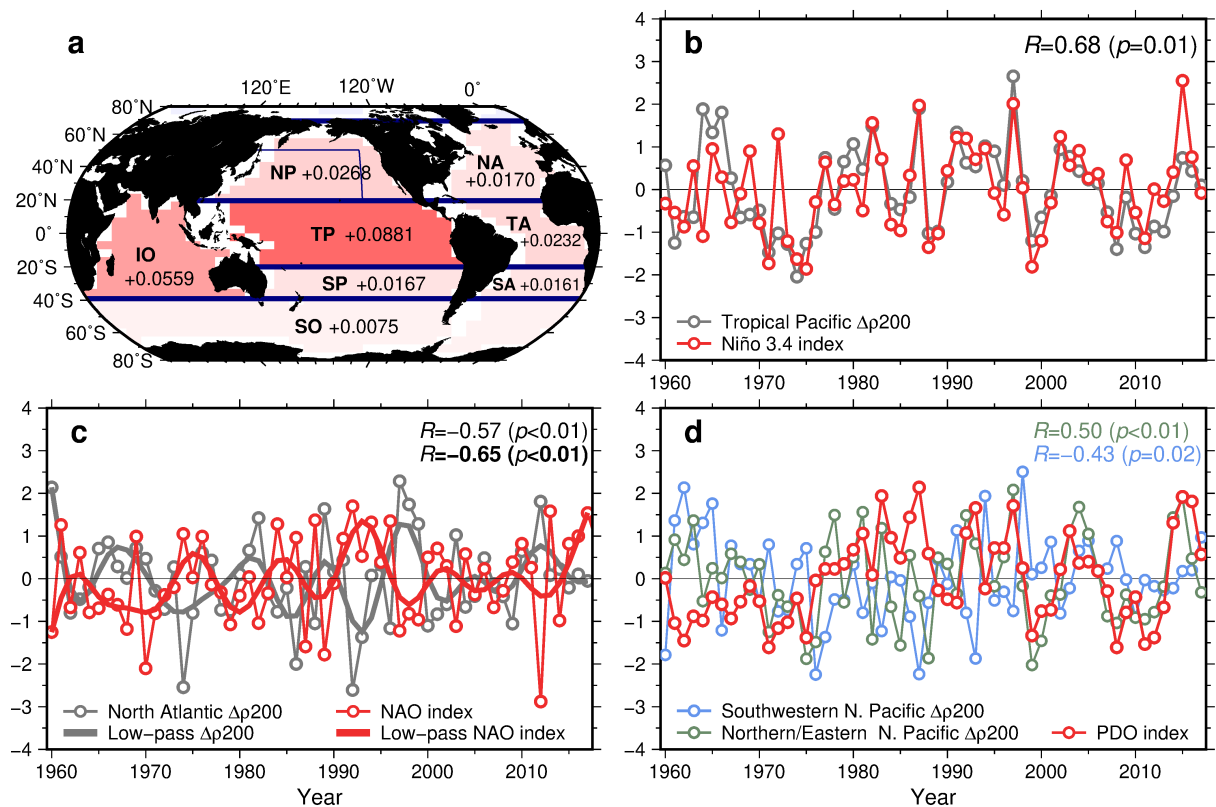 a
120˚E 120˚W 0˚
80˚N
60˚N
40˚N
20˚N
0˚
20˚S
40˚S
60˚S
80˚S
NP +0.0268
NA
+0.0170
TP +0.0881
TA
+0.0232
IO
+0.0559
SP +0.0167
SA +0.0161
SO +0.0075
b
R=0.68 (p=0.01)
4
3
2
1
0
−1
−2
−3
−4
Tropical Pacific Δρ200
Niño 3.4 index
1960 1970 1980 1990 2000 2010
c
R=−0.57 (p<0.01)
R=−0.65 (p<0.01)
4
3
2
1
0
−1
−2
−3
−4
North Atlantic Δρ200 NAO index
Low−pass Δρ200 Low−pass NAO index
1960 1970 1980 1990 2000 2010
Year
d
R=0.50 (p<0.01)
R=−0.43 (p=0.02)
4
3
2
1
0
−1
−2
−3
−4
Southwestern N. Pacific Δρ200
Northern/Eastern N. Pacific Δρ200 PDO index
1960 1970 1980 1990 2000 2010
Year